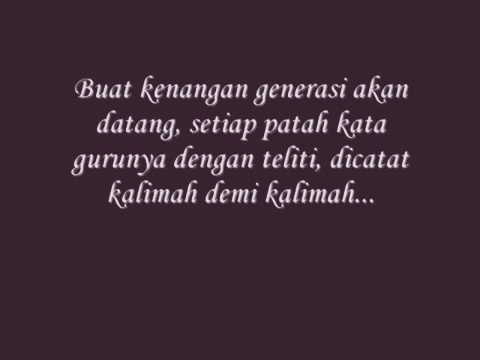 Buat kenangan generasi akan
datang, setiap patah kata
gurunya dengan teliti, dicatat
kalimah demi kalimah...